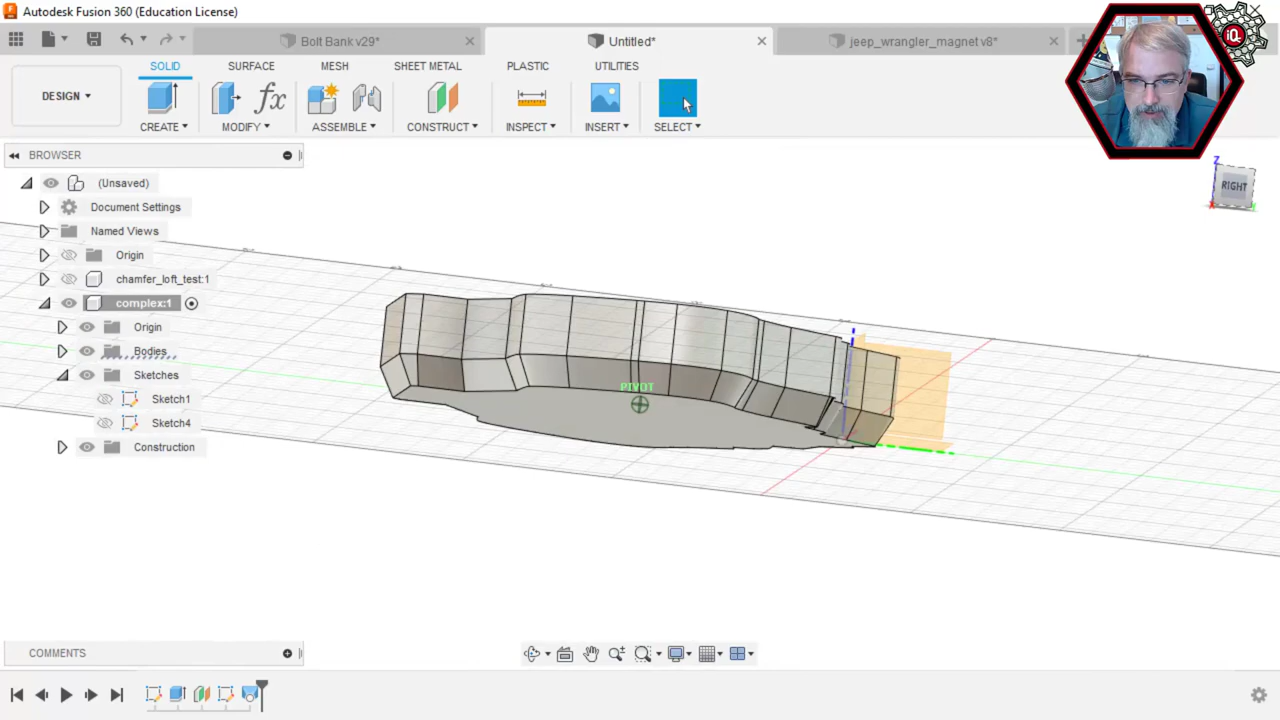 Autodesk Fusion 360 (Education License)
Bolt Bank v29*
Untitled*
jeep_wrangler_magnet v8*
iQ
DESIGN
SOLID
SURFACE
MESH
SHEET METAL
PLASTIC
UTILITIES
CREATE
MODIFY
ASSEMBLE
CONSTRUCT
INSPECT
INSERT
SELECT
BROWSER
(Unsaved)
Document Settings
Named Views
Origin
chamfer_loft_test:1
complex:1
Origin
Bodies
Sketches
Sketch1
Sketch4
Construction
Z
RIGHT
PIVOT
COMMENTS